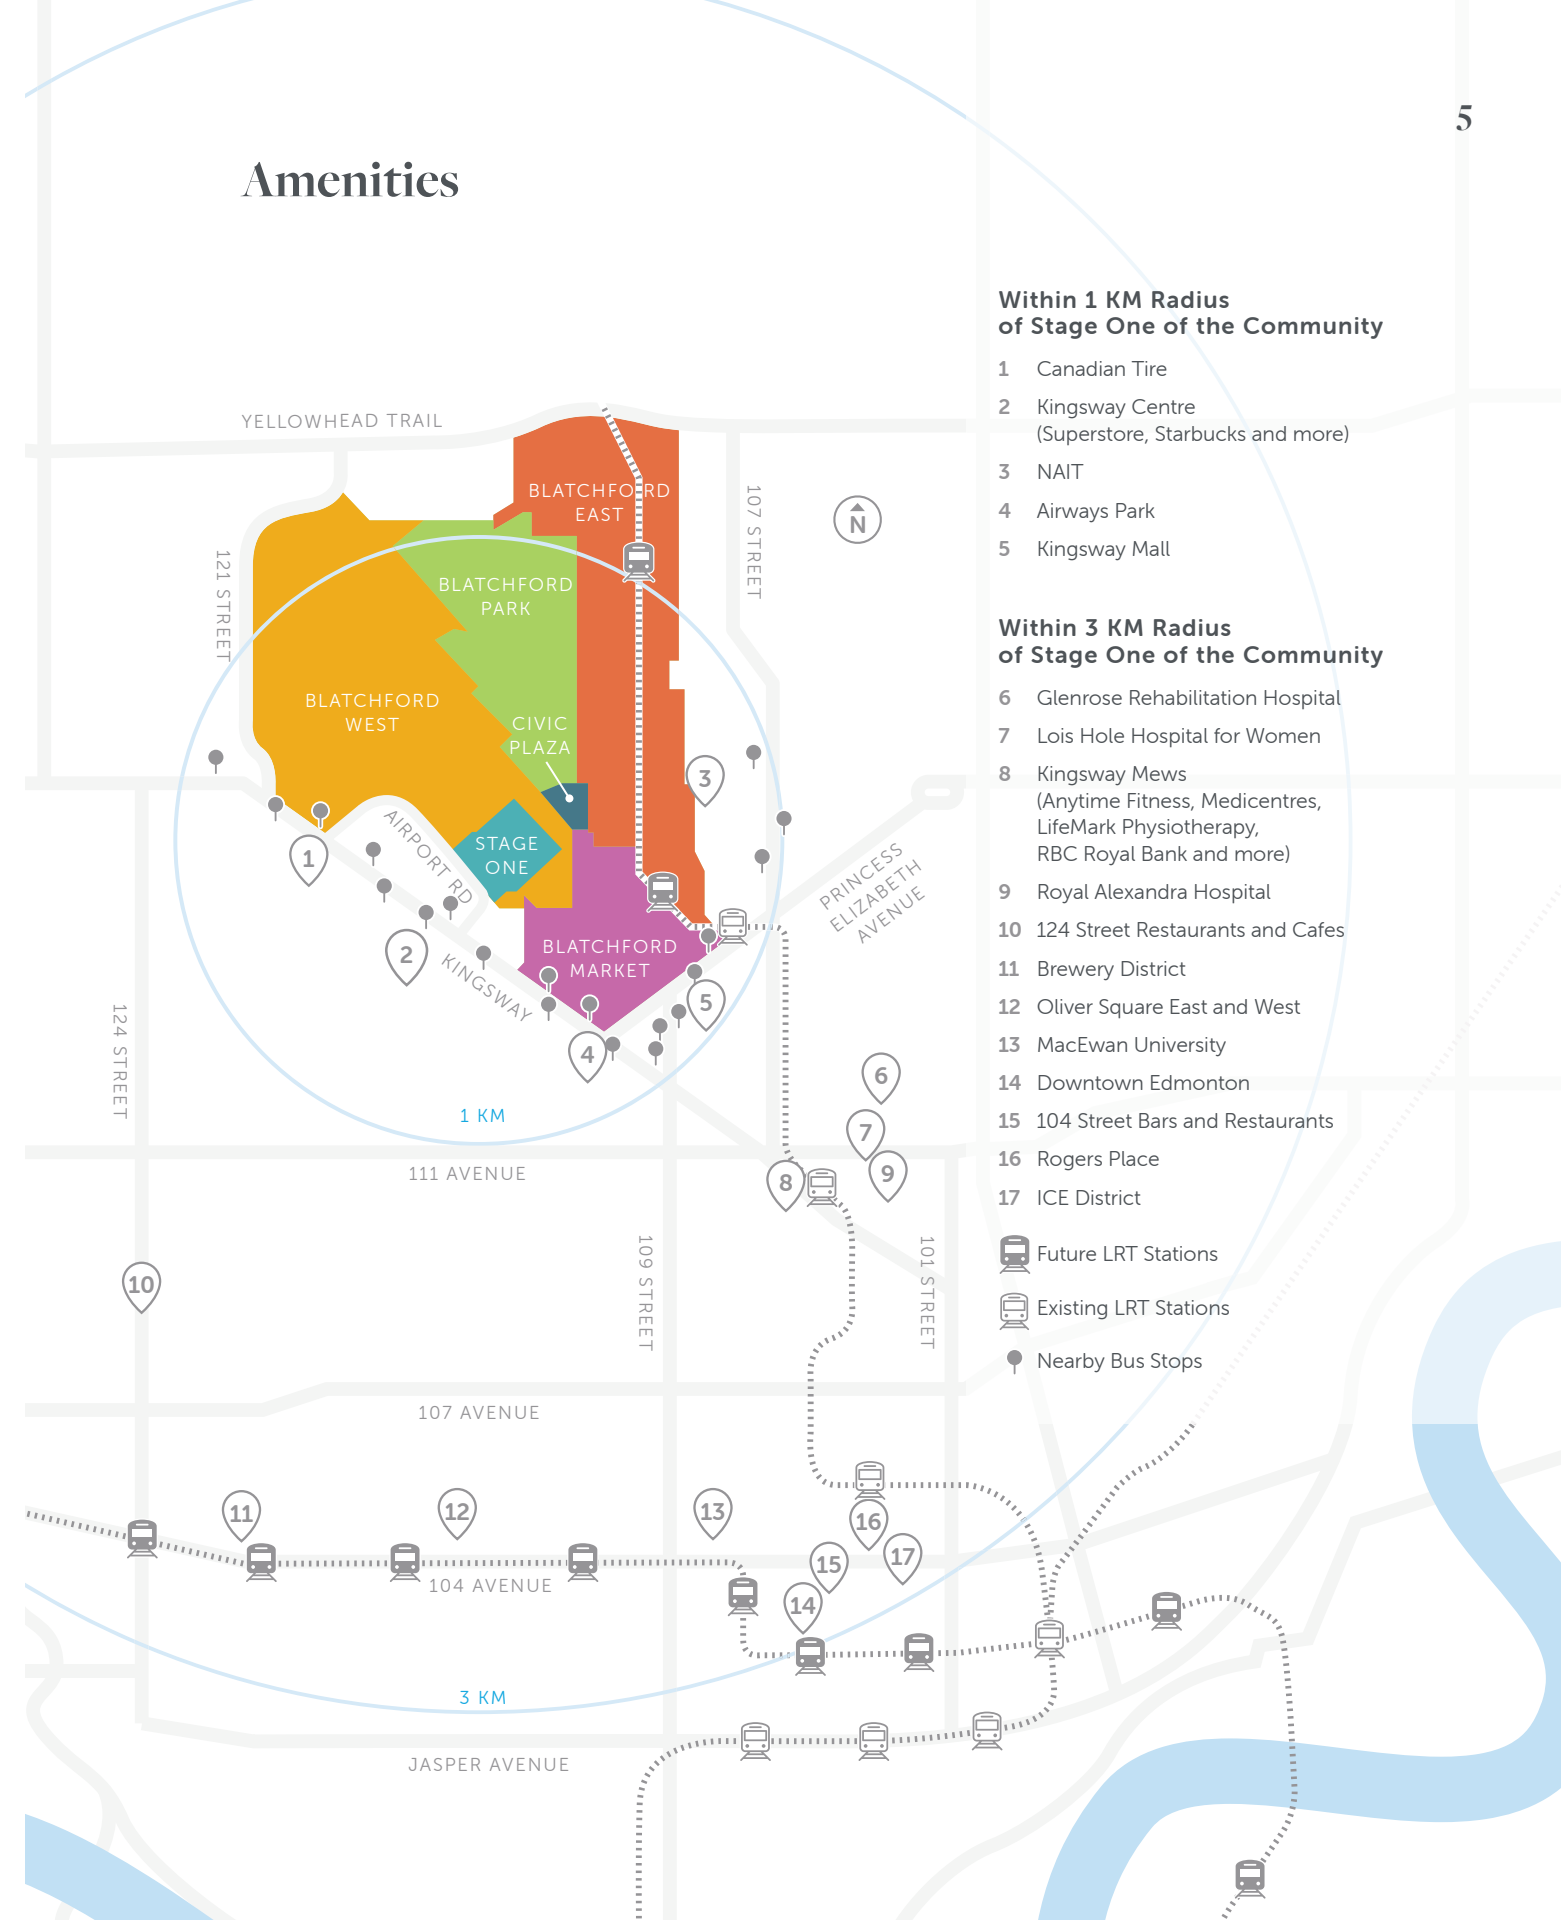 5
Amenities
Within 1 KM Radius
of Stage One of the Community
1 Canadian Tire
2 Kingsway Centre
(Superstore, Starbucks and more)
3 NAIT
4 Airways Park
5 Kingsway Mall
Within 3 KM Radius
of Stage One of the Community
6 Glenrose Rehabilitation Hospital
7 Lois Hole Hospital for Women
8 Kingsway Mews
(Anytime Fitness, Medicentres,
LifeMark Physiotherapy,
RBC Royal Bank and more)
9 Royal Alexandra Hospital
10 124 Street Restaurants and Cafes
11 Brewery District
12 Oliver Square East and West
13 MacEwan University
14 Downtown Edmonton
15 104 Street Bars and Restaurants
16 Rogers Place
17 ICE District
Future LRT Stations
Existing LRT Stations
Nearby Bus Stops
YELLOWHEAD TRAIL
BLATCHFORD
EAST
107 STREET
N
121 STREET
BLATCHFORD
PARK
BLATCHFORD
WEST
CIVIC
PLAZA
3
AIRPORT RD
STAGE
ONE
1
PRINCESS
ELIZABETH
AVENUE
2
KINGSWAY
BLATCHFORD
MARKET
5
4
124 STREET
6
1 KM
7
111 AVENUE
8
9
109 STREET
101 STREET
10
107 AVENUE
11
12
13
16
17
15
104 AVENUE
14
3 KM
JASPER AVENUE